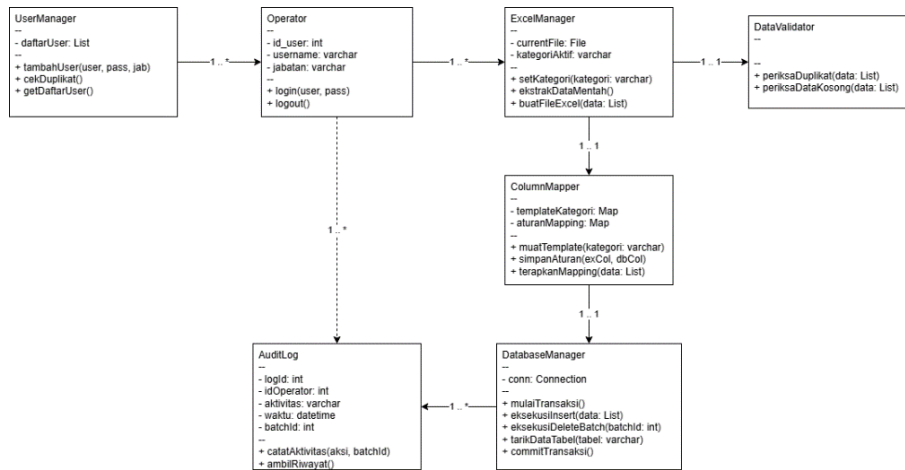 UserManager
--
- daftarUser: List
--
+ tambahUser(user, pass, jab)
+ cekDuplikat()
+ getDaftarUser()
1 .. *
Operator
--
- id_user: int
- username: varchar
- jabatan: varchar
--
+ login(user, pass)
+ logout()
1 .. *
ExcelManager
--
- currentFile: File
- kategoriAktif: varchar
--
+ setKategori(kategori: varchar)
+ ekstrakDataMentah()
+ buatFileExcel(data: List)
1 .. 1
DataValidator
--
--
+ periksaDuplikat(data: List)
+ periksaDataKosong(data: List)
1 .. 1
ColumnMapper
--
- templateKategori: Map
- aturanMapping: Map
--
+ muatTemplate(kategori: varchar)
+ simpanAturan(exCol, dbCol)
+ terapkanMapping(data: List)
1 .. *
1 .. 1
AuditLog
--
- logId: int
- idOperator: int
- aktivitas: varchar
- waktu: datetime
- batchId: int
--
+ catatAktivitas(aksi, batchId)
+ ambilRiwayat()
1 .. *
DatabaseManager
--
- conn: Connection
--
+ mulaiTransaksi()
+ eksekusiInsert(data: List)
+ eksekusiDeleteBatch(batchId: int)
+ tarikDataTabel(tabel: varchar)
+ commitTransaksi()